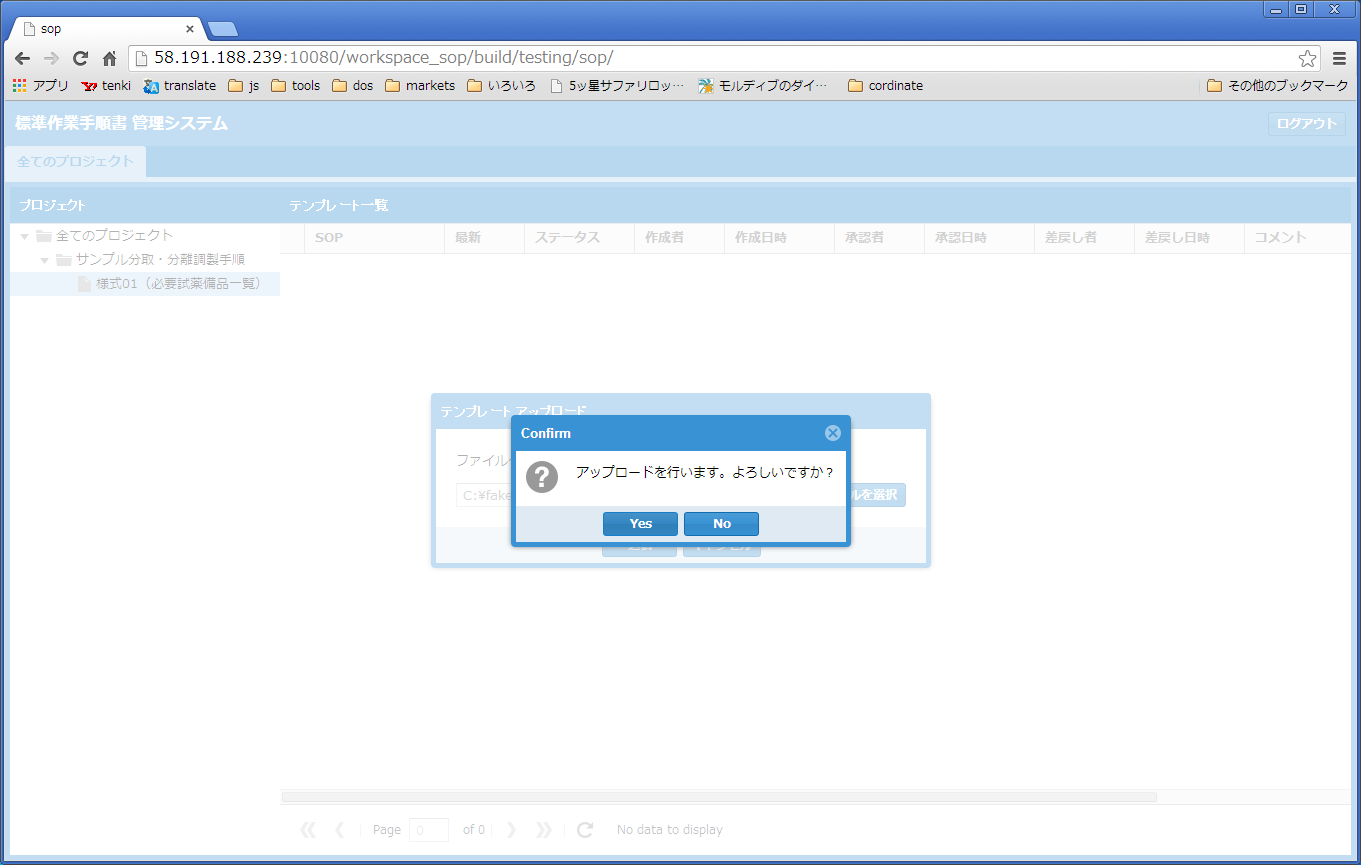 sop
58.191.188.239:10080/workspace_sop/build/testing/sop/
アプリ tenki translate js tools dos markets いろいろ 5ッ星サファリロッ… モルディブのダイ… cordinate その他のブックマーク
標準作業手順書 管理システム ログアウト
全てのプロジェクト
プロジェクト テンプレート一覧
全てのプロジェクト SOP 最新 ステータス 作成者 作成日時 承認者 承認日時 差戻し者 差戻し日時 コメント
サンプル分取・分離調製手順
様式01（必要試薬備品一覧）
テンプレート アップロード
Confirm
ファイル
アップロードを行います。よろしいですか？
C:¥fake ルを選択
Yes No
Page 0 of 0 No data to display